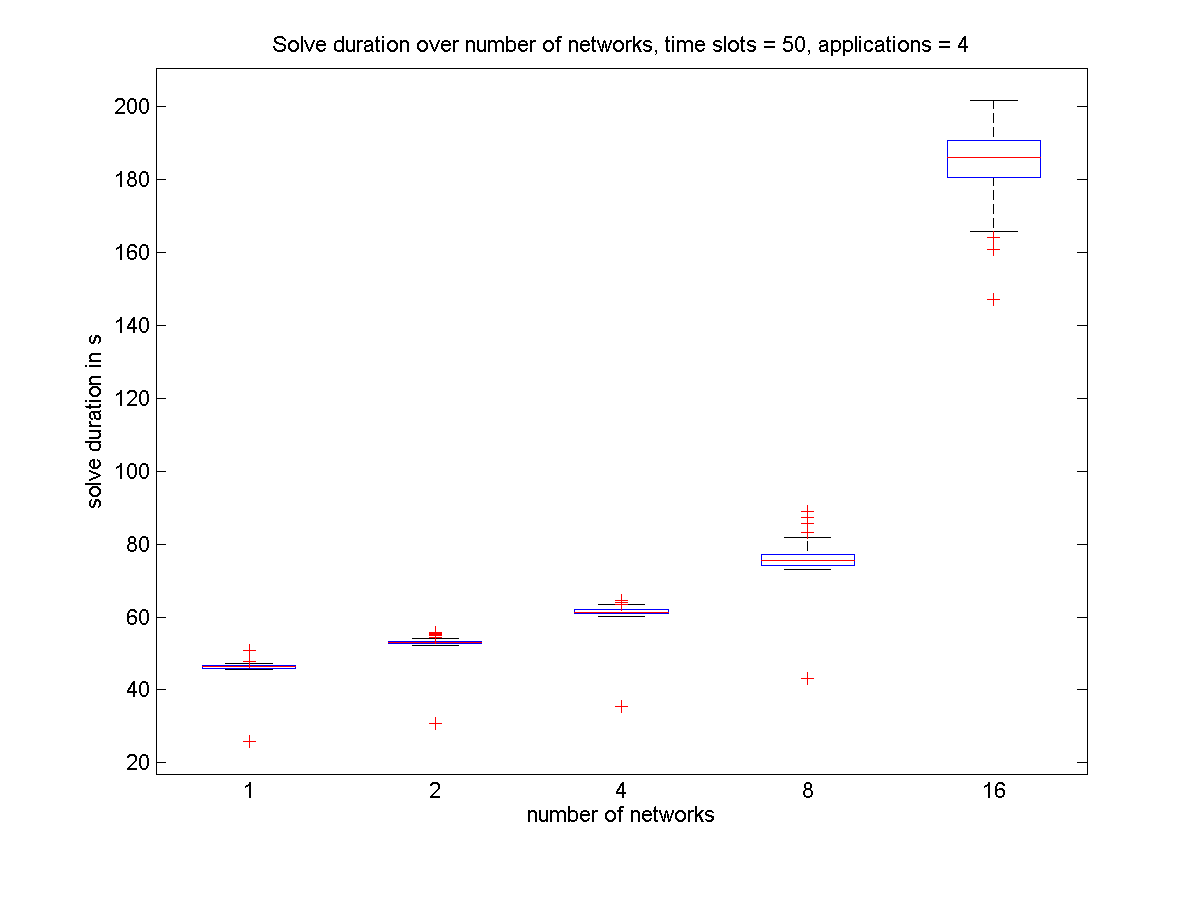 Solve duration over number of networks, time slots = 50, applications = 4
200
180
160
140
120
100
80
60
40
20
solve duration in s
1 2 4 8 16
number of networks